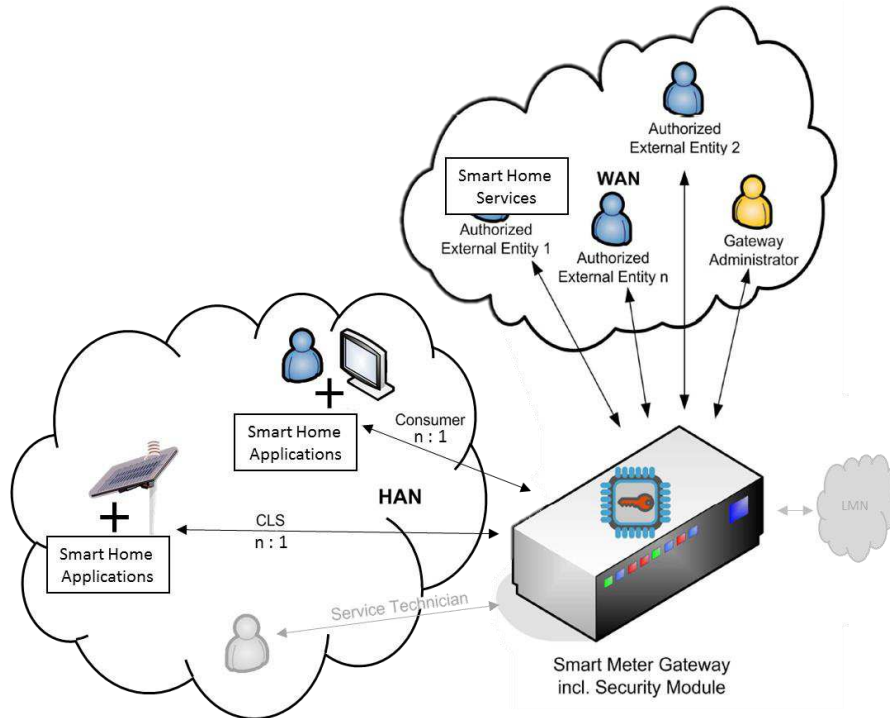 Authorized
External Entity 2
Smart Home
Services
WAN
Authorized
External Entity 1
Authorized
External Entity n
Gateway
Administrator
Consumer
n : 1
Smart Home
Applications
HAN
CLS
n : 1
Smart Home
Applications
LMN
Service Technician
Smart Meter Gateway
incl. Security Module